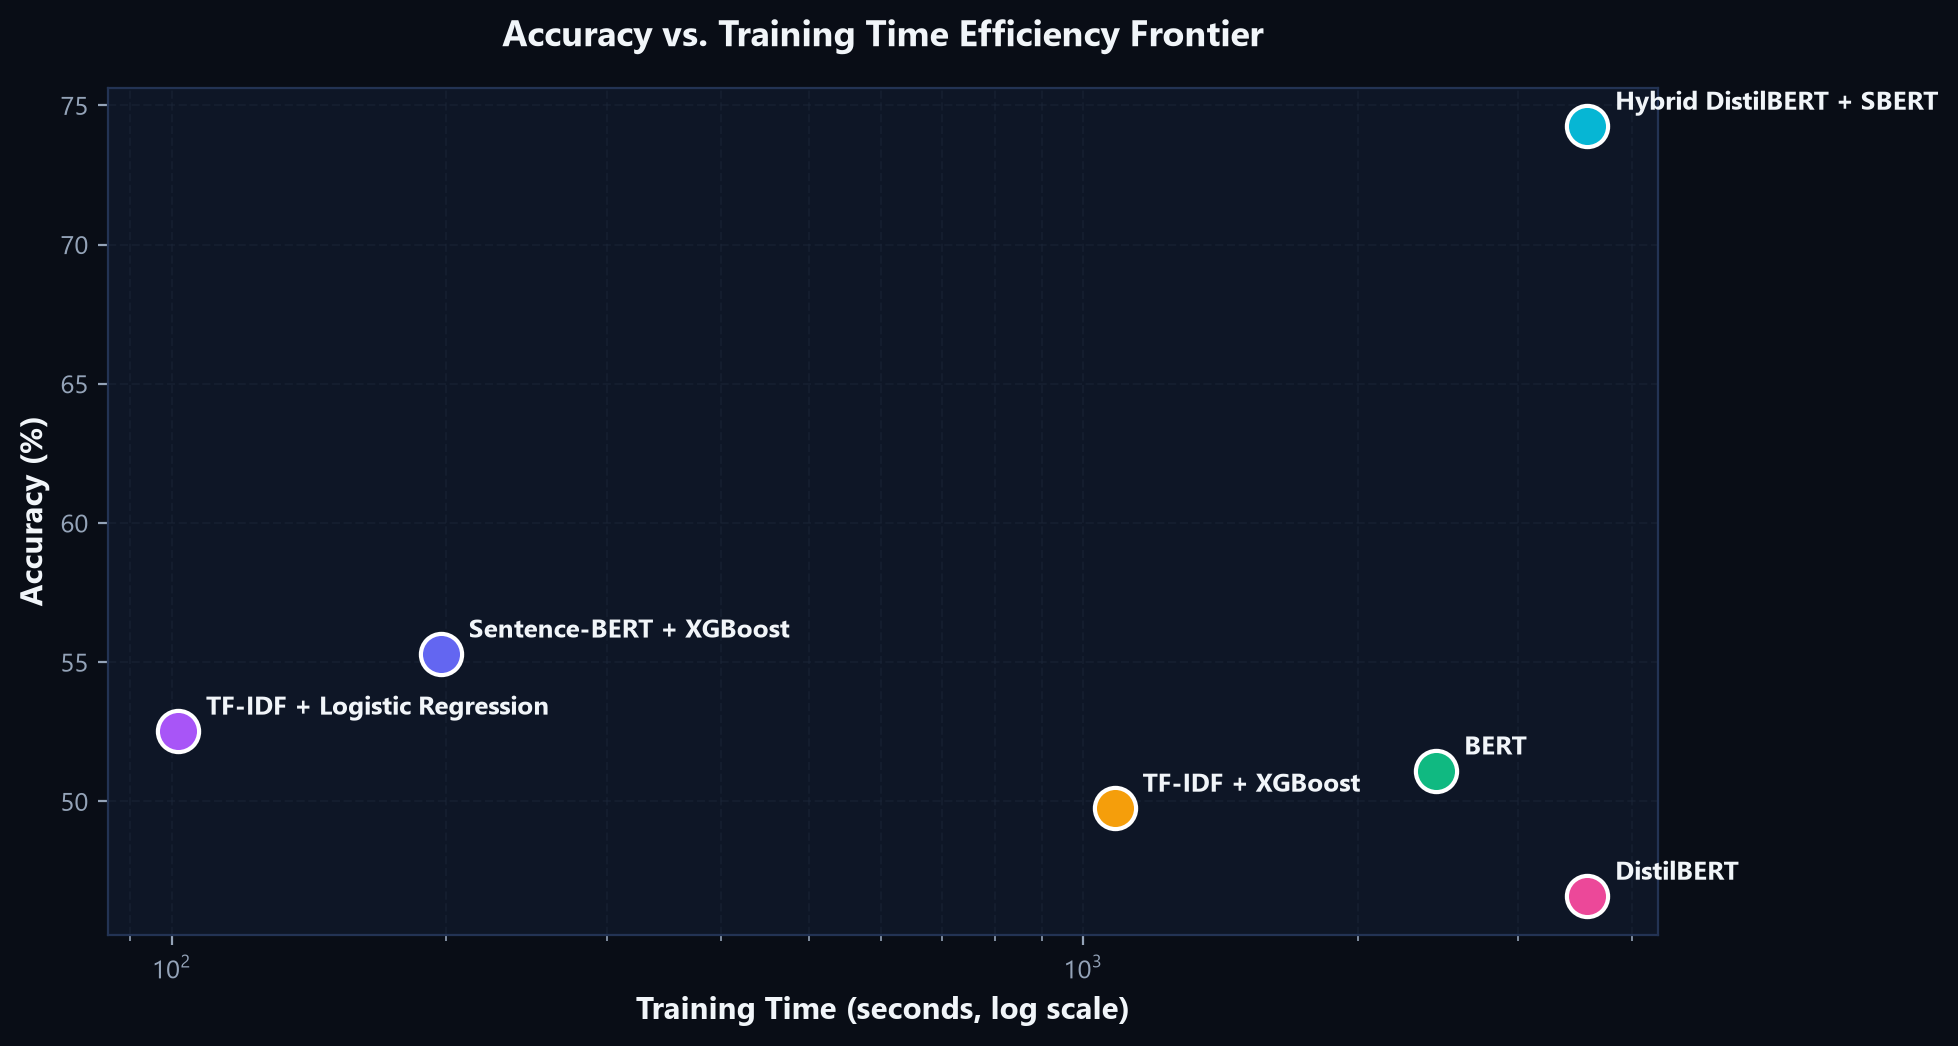 Accuracy vs. Training Time Efficiency Frontier
75
Hybrid DistilBERT + SBERT
70
65
60
Accuracy (%)
Sentence-BERT + XGBoost
55
TF-IDF + Logistic Regression
BERT
TF-IDF + XGBoost
50
DistilBERT
10²
10³
Training Time (seconds, log scale)